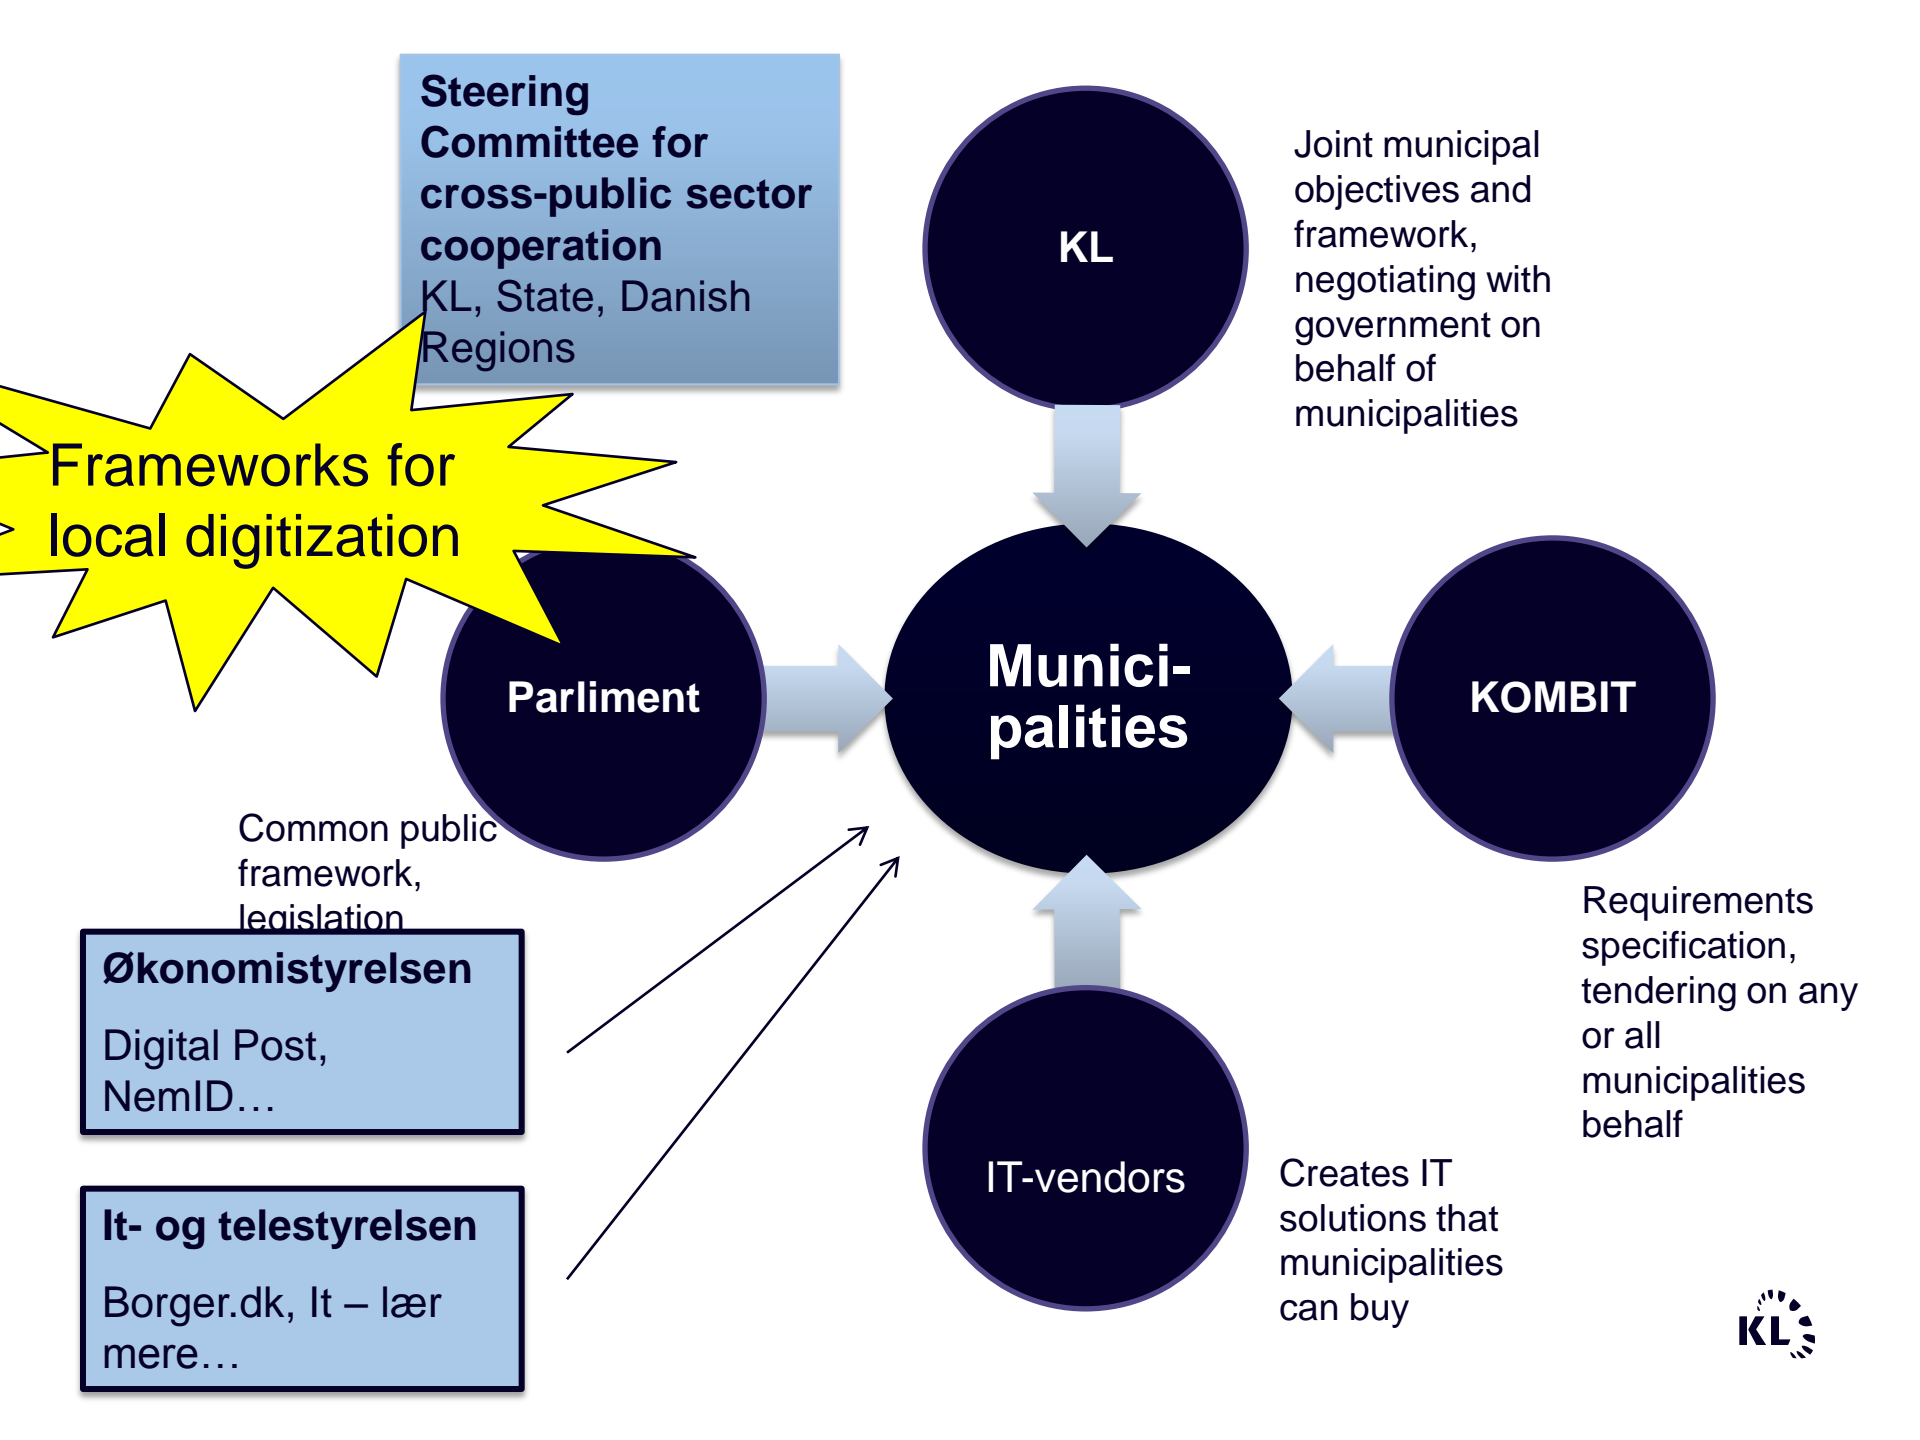 Steering
Committee for
cross-public sector
cooperation
KL, State, Danish
Regions
KL
Joint municipal
objectives and
framework,
negotiating with
government on
behalf of
municipalities
Frameworks for
local digitization
Parliment
Munici-
palities
KOMBIT
Common public
framework,
legislation
Økonomistyrelsen
Digital Post,
NemID…
It- og telestyrelsen
Borger.dk, It – lær
mere…
IT-vendors
Creates IT
solutions that
municipalities
can buy
Requirements
specification,
tendering on any
or all
municipalities
behalf
KL